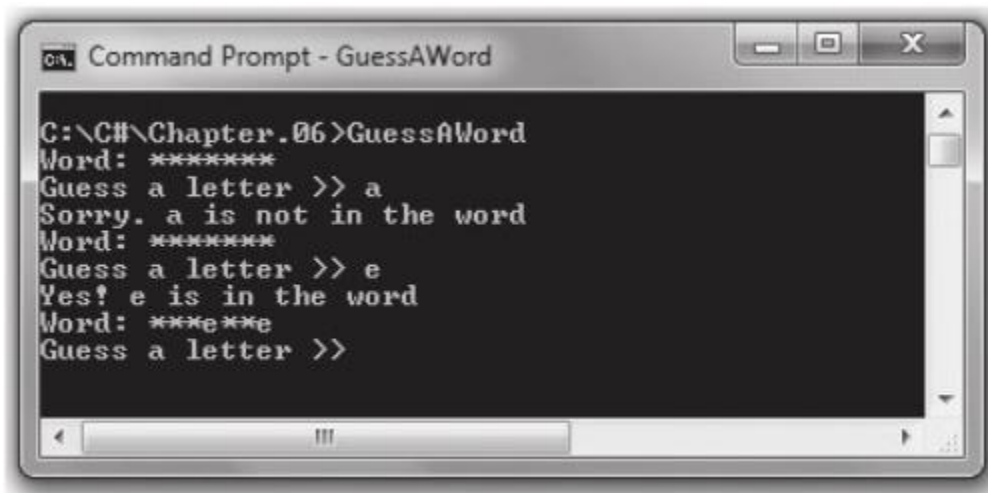 Command Prompt - GuessAWord
C:\C#\Chapter.06>GuessAWord
Word: *******
Guess a letter >> a
Sorry. a is not in the word
Word: *******
Guess a letter >> e
Yes! e is in the word
Word: ***e**e
Guess a letter >>